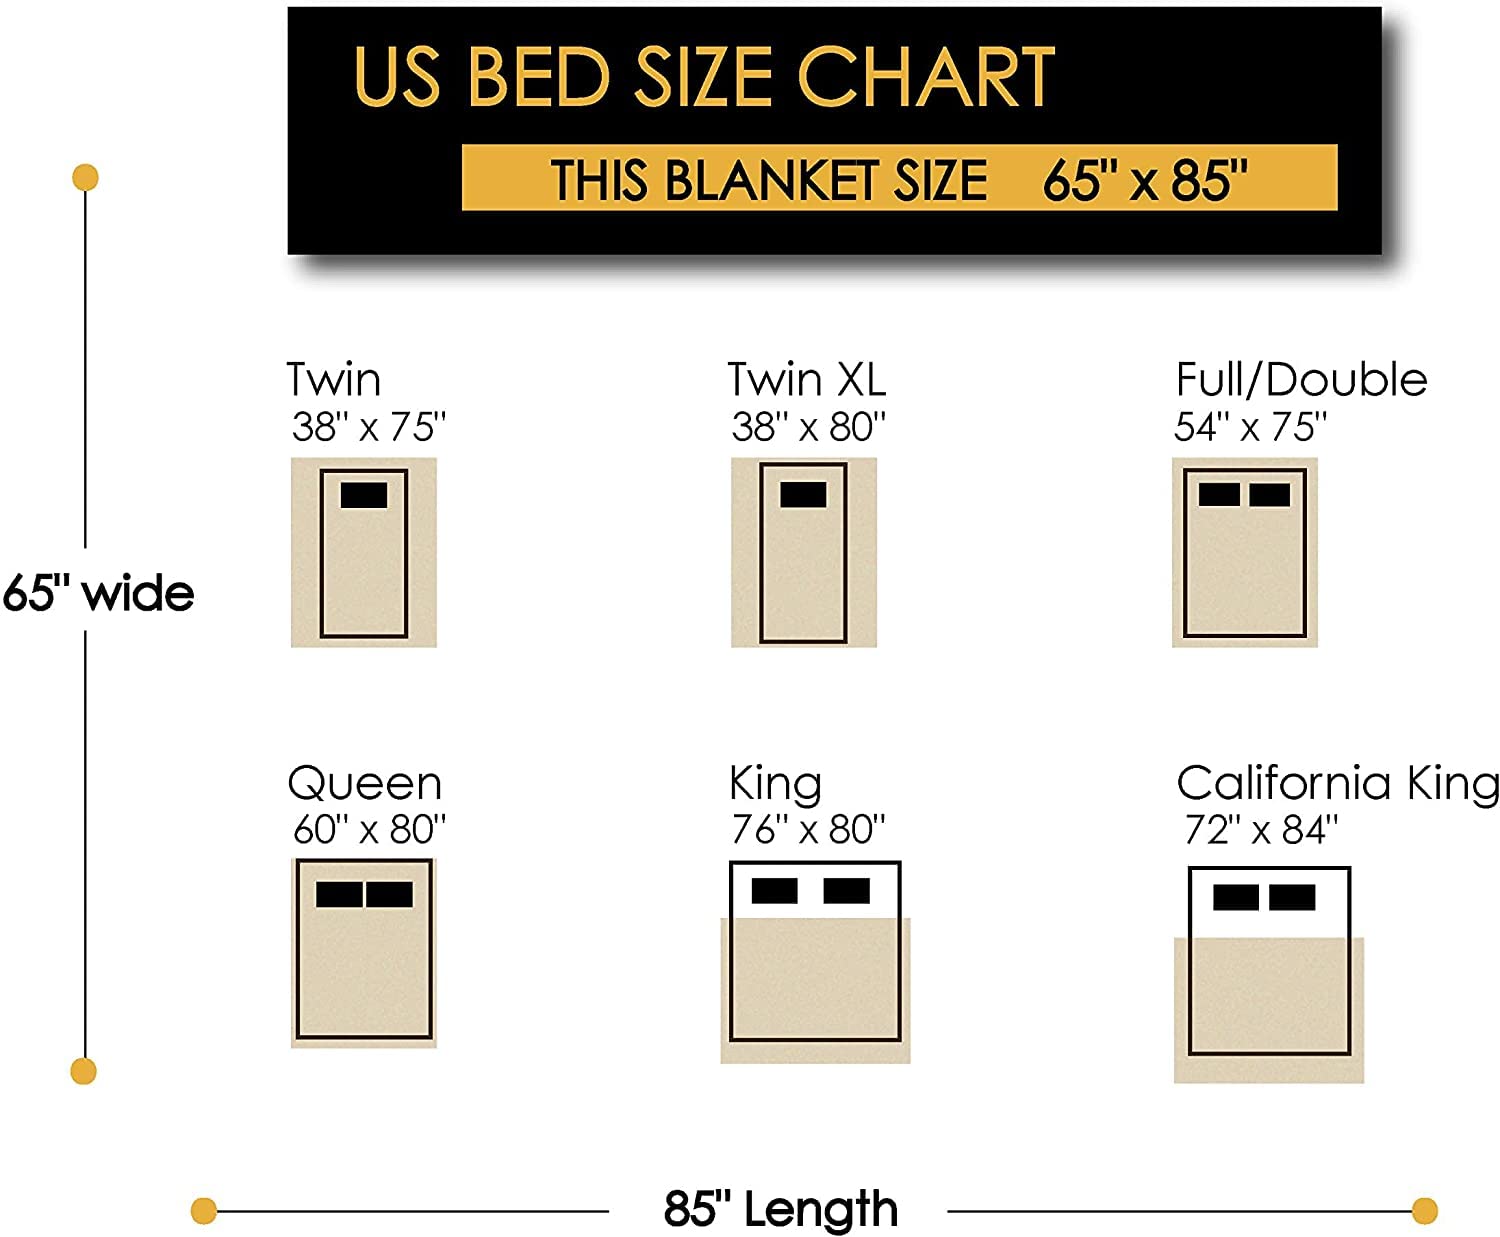 US BED SIZE CHART
THIS BLANKET SIZE 65" x 85"
65" wide
Twin
38" x 75"
Twin XL
38" x 80"
Full/Double
54" x 75"
Queen
60" x 80"
King
76" x 80"
California King
72" x 84"
85" Length